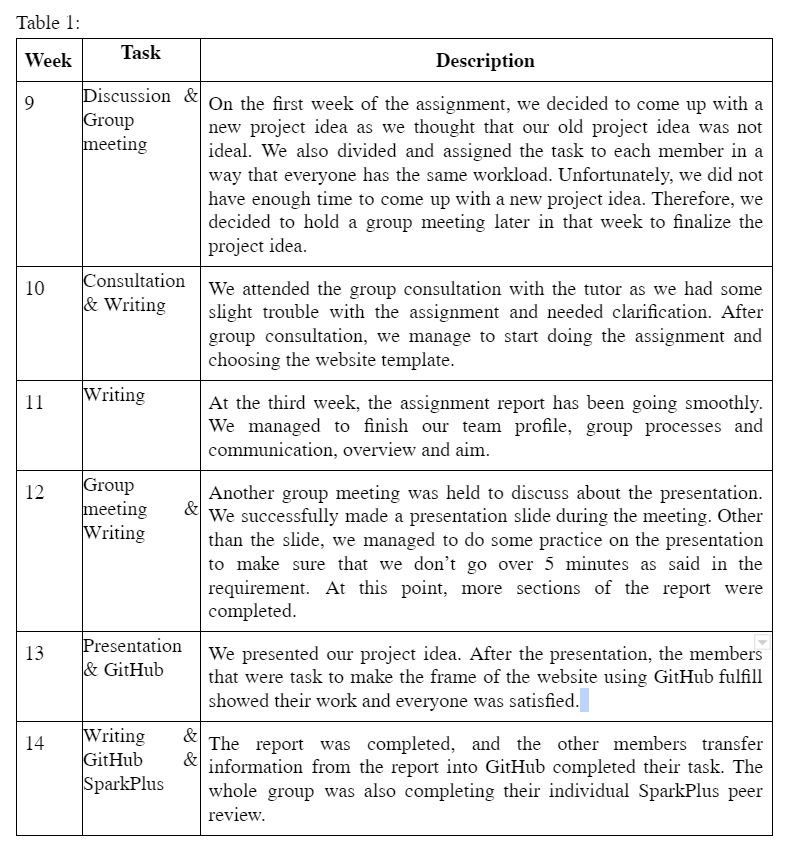 Table 1:
Week
Task
Description
9
Discussion &
Group
meeting
On the first week of the assignment, we decided to come up with a
new project idea as we thought that our old project idea was not
ideal. We also divided and assigned the task to each member in a
way that everyone has the same workload. Unfortunately, we did not
have enough time to come up with a new project idea. Therefore, we
decided to hold a group meeting later in that week to finalize the
project idea.
10
Consultation
& Writing
We attended the group consultation with the tutor as we had some
slight trouble with the assignment and needed clarification. After
group consultation, we manage to start doing the assignment and
choosing the website template.
11
Writing
At the third week, the assignment report has been going smoothly.
We managed to finish our team profile, group processes and
communication, overview and aim.
12
Group
meeting &
Writing
Another group meeting was held to discuss about the presentation.
We successfully made a presentation slide during the meeting. Other
than the slide, we managed to do some practice on the presentation
to make sure that we don’t go over 5 minutes as said in the
requirement. At this point, more sections of the report were
completed.
13
Presentation
& GitHub
We presented our project idea. After the presentation, the members
that were task to make the frame of the website using GitHub fulfill
showed their work and everyone was satisfied.
14
Writing &
GitHub &
SparkPlus
The report was completed, and the other members transfer
information from the report into GitHub completed their task. The
whole group was also completing their individual SparkPlus peer
review.